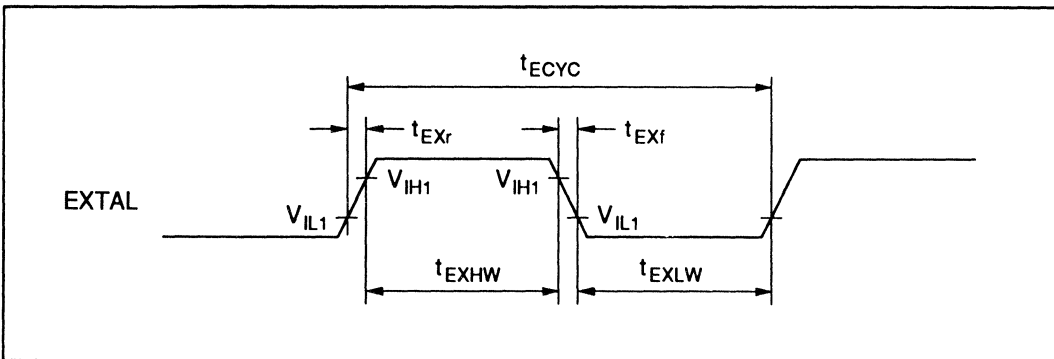 tECYC
tEXr
tEXf
VIH1
VIH1
EXTAL
VIL1
VIL1
tEXHW
tEXLW